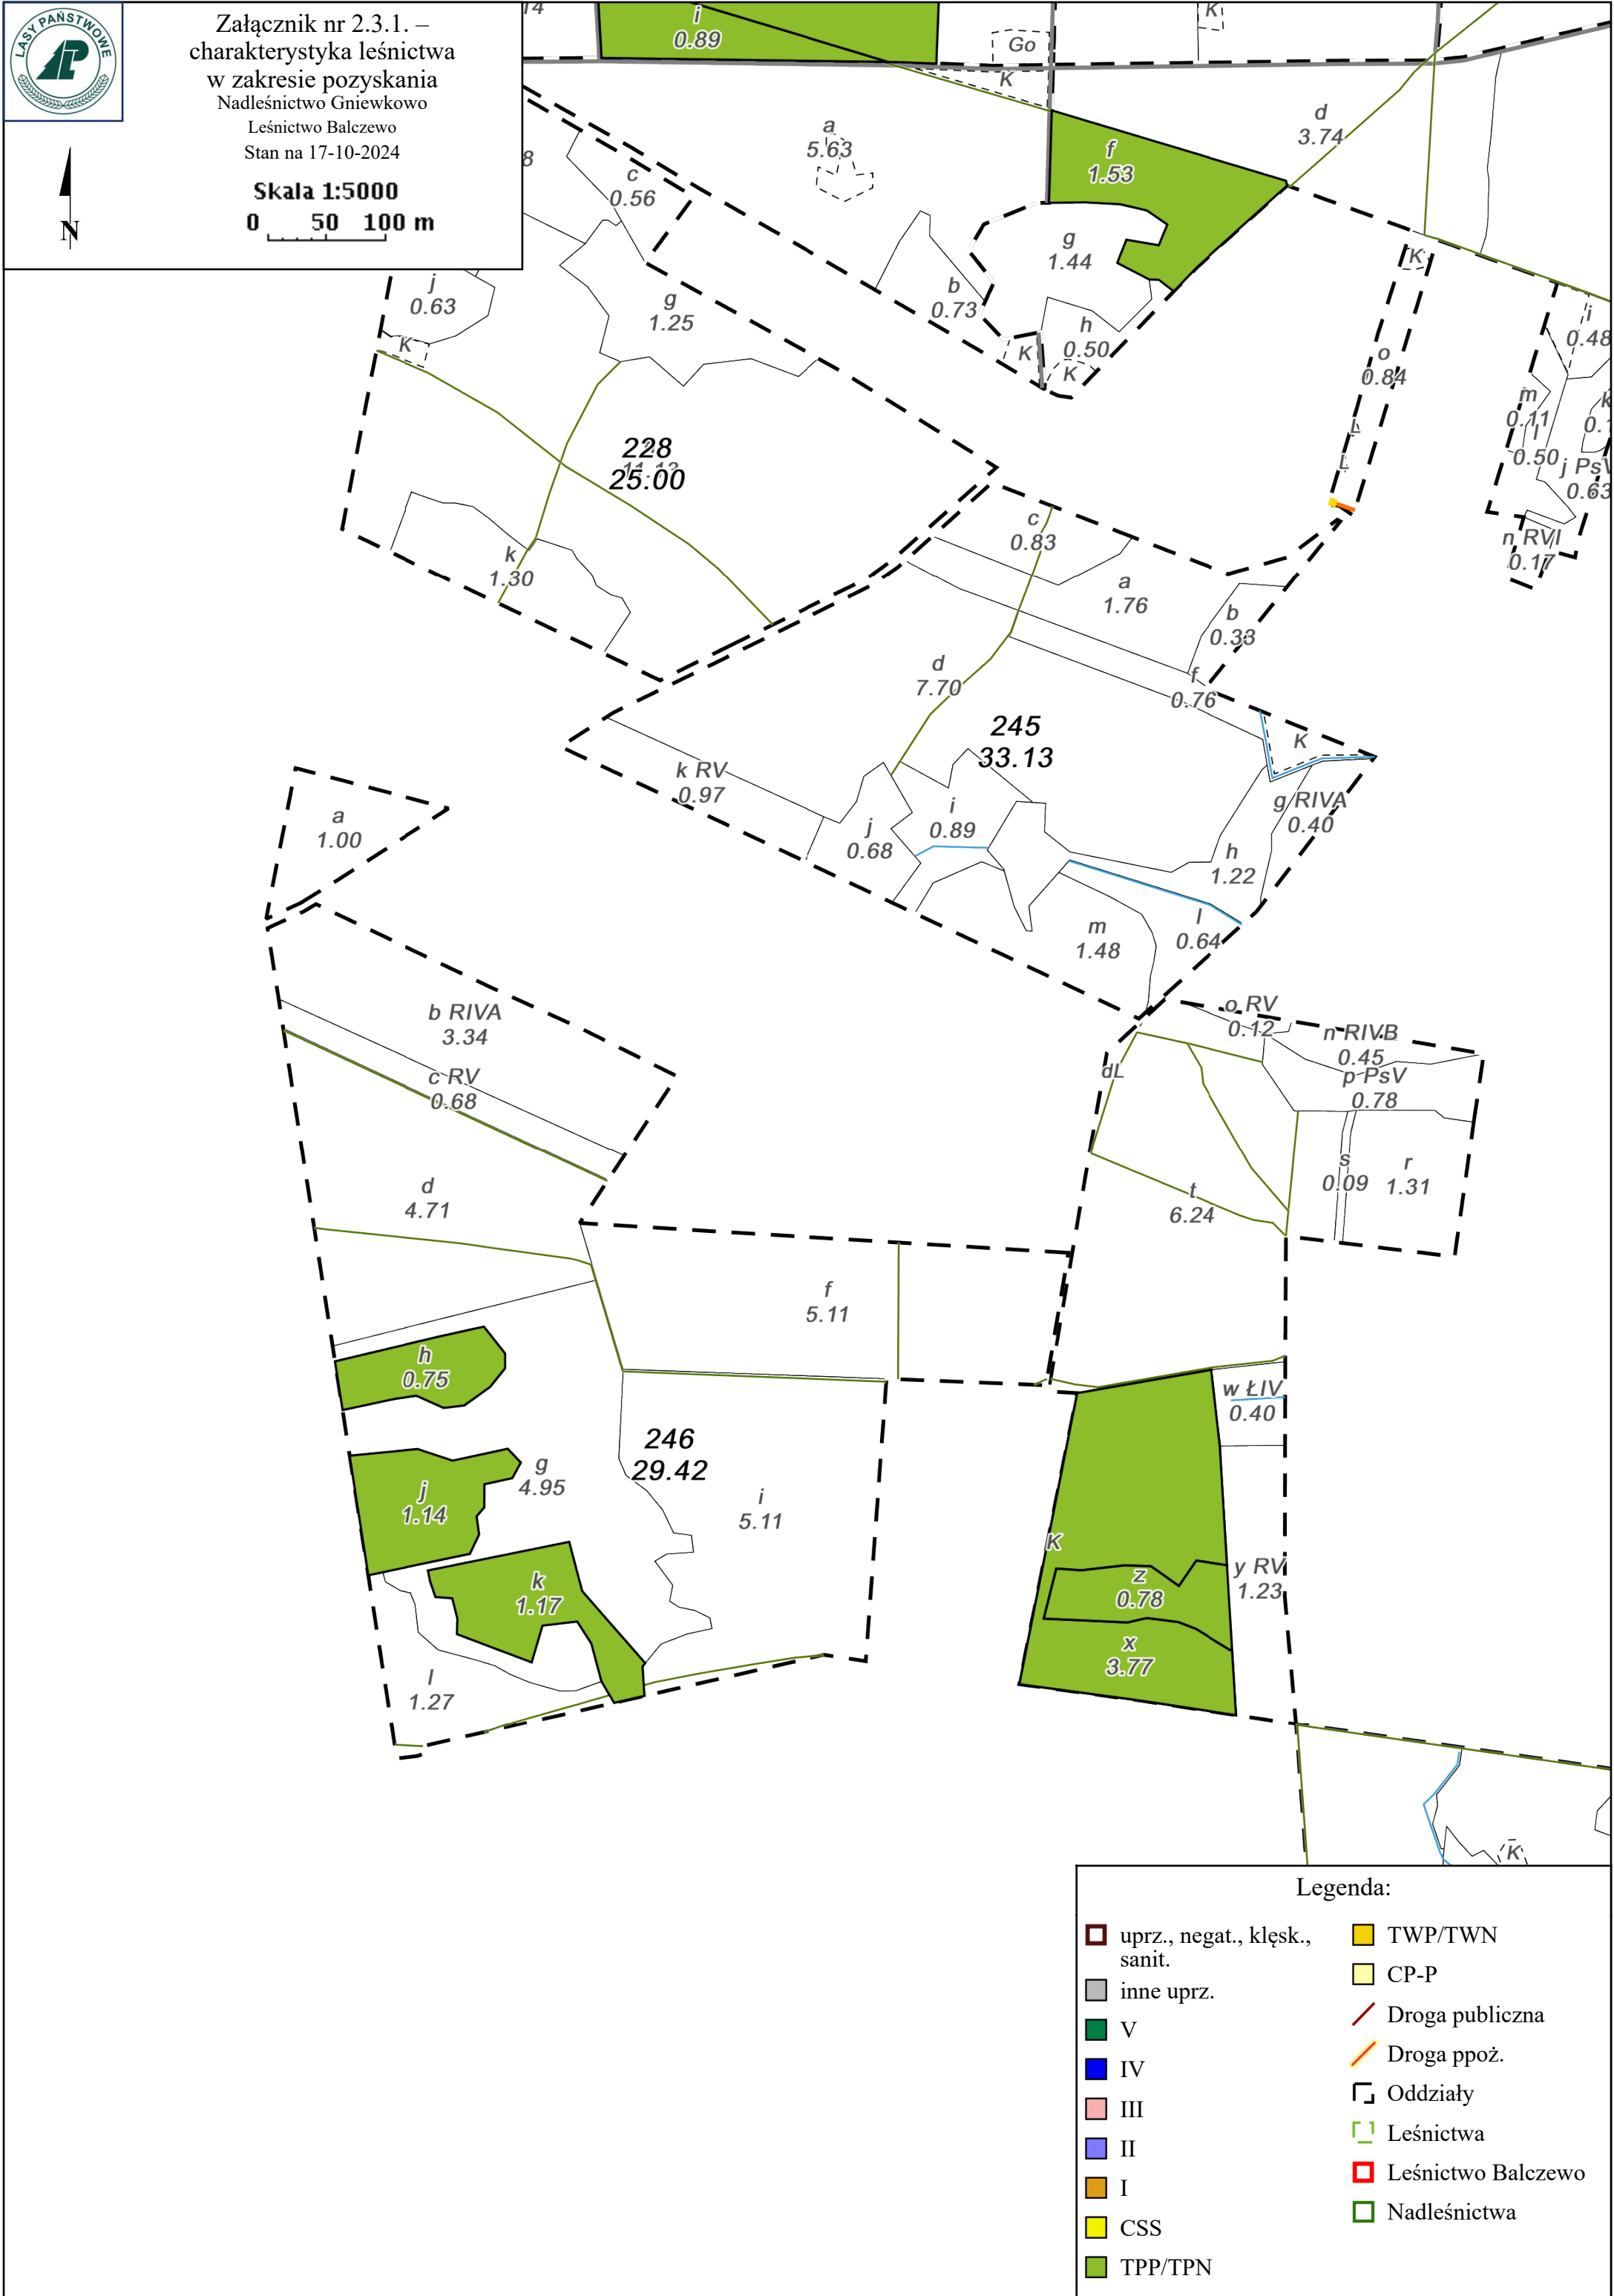 LASY PAŃSTWOWE
Załącznik nr 2.3.1. –
charakterystyka leśnictwa
w zakresie pozyskania
Nadleśnictwo Gniewkowo
Leśnictwo Balczewo
Stan na 17-10-2024
Skala 1:5000
0 50 100 m
N
i
0.89
Go
K
K
a
5.63
c
0.56
f
1.53
d
3.74
g
1.44
b
0.73
h
0.50
K
K
j
0.63
K
g
1.25
K
o
0.84
L
L
i
0.48
m
0.11
l
0.50
j PsV
0.63
n RVI
0.17
228
25.00
k
1.30
c
0.83
a
1.76
b
0.33
d
7.70
f
0.76
245
33.13
K
k RV
0.97
g RIVA
0.40
i
0.89
j
0.68
h
1.22
l
0.64
m
1.48
a
1.00
b RIVA
3.34
c RV
0.68
o RV
0.12
n RIVB
0.45
p PsV
0.78
dL
s
0.09
r
1.31
t
6.24
d
4.71
f
5.11
h
0.75
w ŁIV
0.40
246
29.42
g
4.95
j
1.14
i
5.11
k
1.17
K
z
0.78
y RV
1.23
x
3.77
l
1.27
K
Legenda:
uprz., negat., klęsk.,
sanit.
inne uprz.
V
IV
III
II
I
CSS
TPP/TPN
TWP/TWN
CP-P
Droga publiczna
Droga ppoż.
Oddziały
Leśnictwa
Leśnictwo Balczewo
Nadleśnictwa